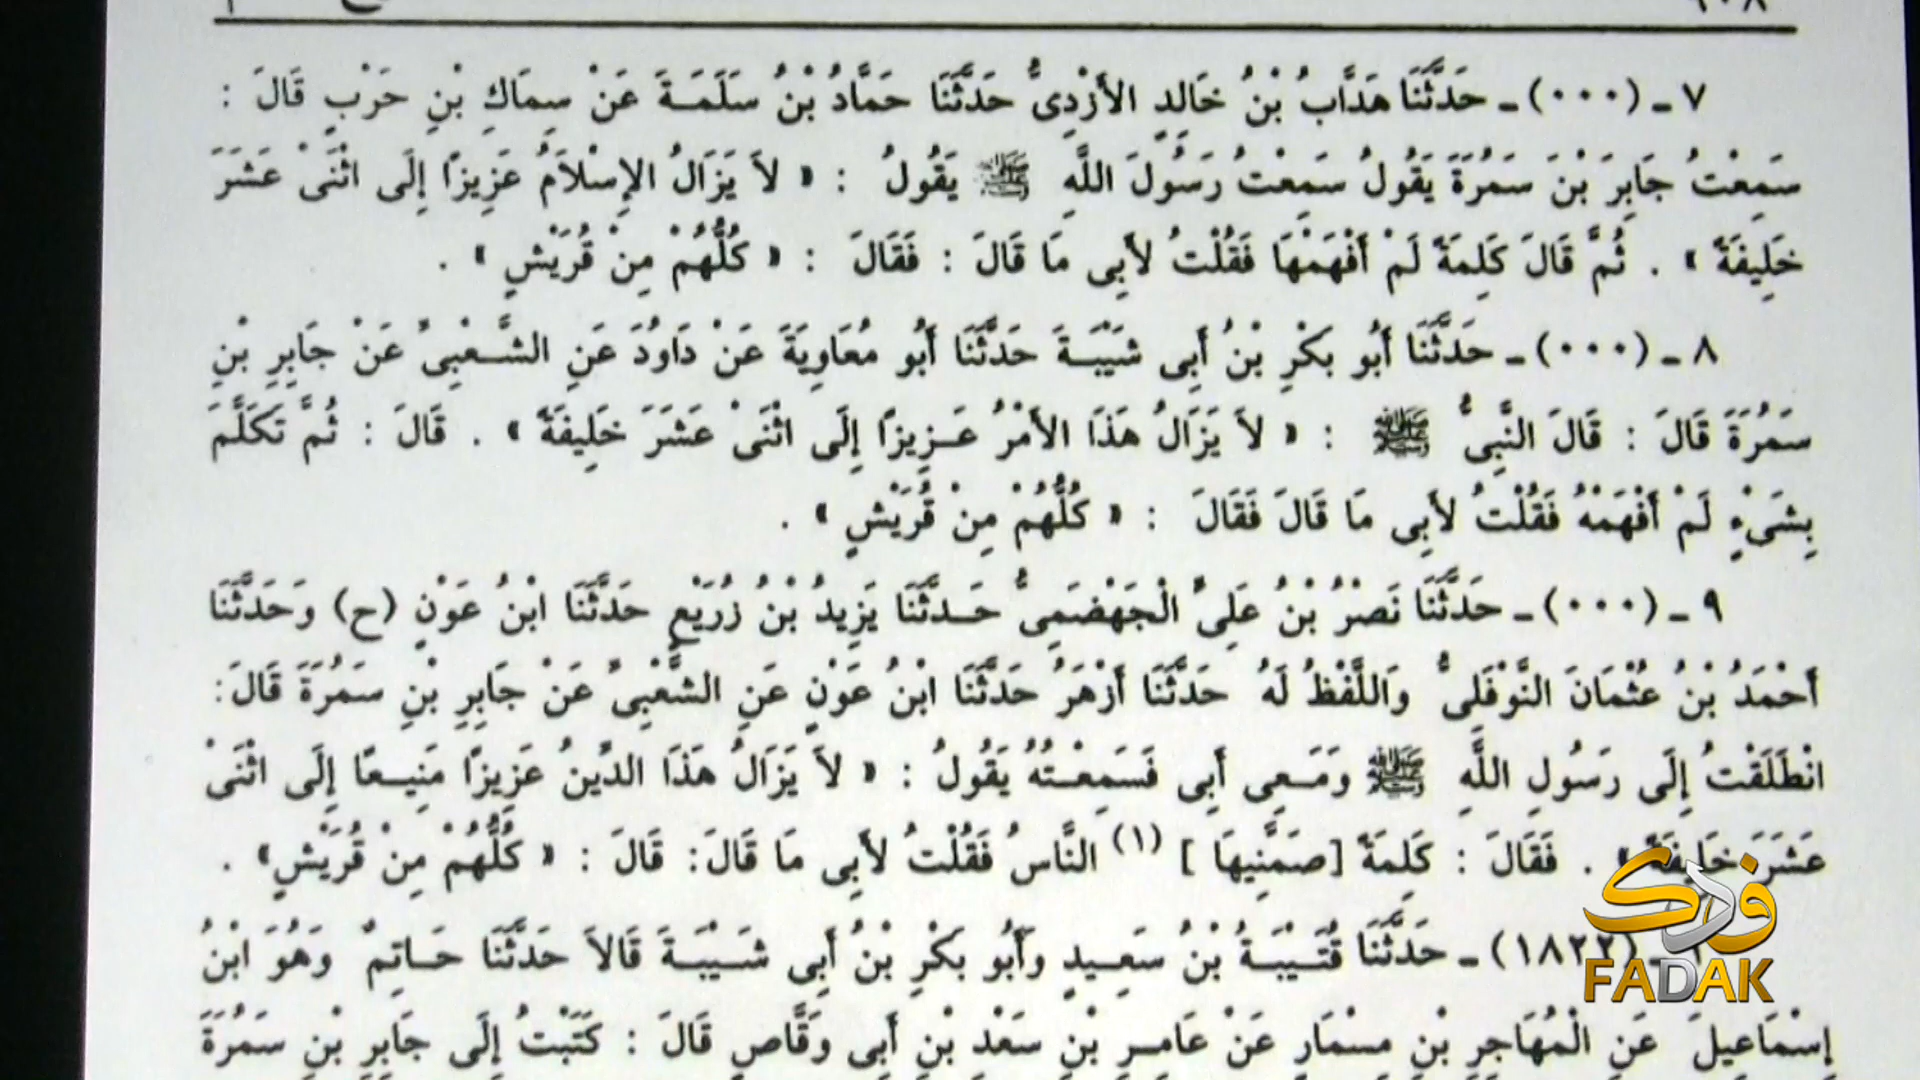 ٧ ـ (٠٠٠) ـ حَدَّثَنَا هَدَّابُ بْنُ خَالِدٍ الأَزْدِىُّ حَدَّثَنَا حَمَّادُ بْنُ سَلَمَةَ عَنْ سِمَاكِ بْنِ حَرْبٍ قَالَ :
سَمِعْتُ جَابِرَ بْنَ سَمُرَةَ يَقُولُ سَمِعْتُ رَسُولَ اللَّهِ ﷺ يَقُولُ : « لاَ يَزَالُ الإِسْلاَمُ عَزِيزًا إِلَى اثْنَىْ عَشَرَ
خَلِيفَةً » . ثُمَّ قَالَ كَلِمَةً لَمْ أَفْهَمْهَا فَقُلْتُ لأَبِى مَا قَالَ : فَقَالَ : « كُلُّهُمْ مِنْ قُرَيْشٍ » .
٨ ـ (٠٠٠) ـ حَدَّثَنَا أَبُو بَكْرِ بْنُ أَبِى شَيْبَةَ حَدَّثَنَا أَبُو مُعَاوِيَةَ عَنْ دَاوُدَ عَنِ الشَّعْبِىِّ عَنْ جَابِرِ بْنِ
سَمُرَةَ قَالَ : قَالَ النَّبِىُّ ﷺ : « لاَ يَزَالُ هَذَا الأَمْرُ عَزِيزًا إِلَى اثْنَىْ عَشَرَ خَلِيفَةً » . قَالَ : ثُمَّ تَكَلَّمَ
بِشَىْءٍ لَمْ أَفْهَمْهُ فَقُلْتُ لأَبِى مَا قَالَ فَقَالَ : « كُلُّهُمْ مِنْ قُرَيْشٍ » .
٩ ـ (٠٠٠) ـ حَدَّثَنَا نَصْرُ بْنُ عَلِىٍّ الْجَهْضَمِىُّ حَدَّثَنَا يَزِيدُ بْنُ زُرَيْعٍ حَدَّثَنَا ابْنُ عَوْنٍ (ح) وَحَدَّثَنَا
أَحْمَدُ بْنُ عُثْمَانَ النَّوْفَلِىُّ وَاللَّفْظُ لَهُ حَدَّثَنَا أَزْهَرُ حَدَّثَنَا ابْنُ عَوْنٍ عَنِ الشَّعْبِىِّ عَنْ جَابِرِ بْنِ سَمُرَةَ قَالَ:
انْطَلَقْتُ إِلَى رَسُولِ اللَّهِ ﷺ وَمَعِى أَبِى فَسَمِعْتُهُ يَقُولُ : « لاَ يَزَالُ هَذَا الدِّينُ عَزِيزًا مَنِيعًا إِلَى اثْنَىْ
عَشَرَ خَلِيفَةً » . فَقَالَ : كَلِمَةً [صَمَّنِيهَا ] (١) النَّاسُ فَقُلْتُ لأَبِى مَا قَالَ: قَالَ : « كُلُّهُمْ مِنْ قُرَيْشٍ» .
(١٨٢٢) ـ حَدَّثَنَا قُتَيْبَةُ بْنُ سَعِيدٍ وَأَبُو بَكْرِ بْنُ أَبِى شَيْبَةَ قَالاَ حَدَّثَنَا حَاتِمٌ وَهُوَ ابْنُ
إِسْمَاعِيلَ عَنِ الْمُهَاجِرِ بْنِ مِسْمَارٍ عَنْ عَامِرِ بْنِ سَعْدِ بْنِ أَبِى وَقَّاصٍ قَالَ : كَتَبْتُ إِلَى جَابِرِ بْنِ سَمُرَةَ
فدك
FADAK